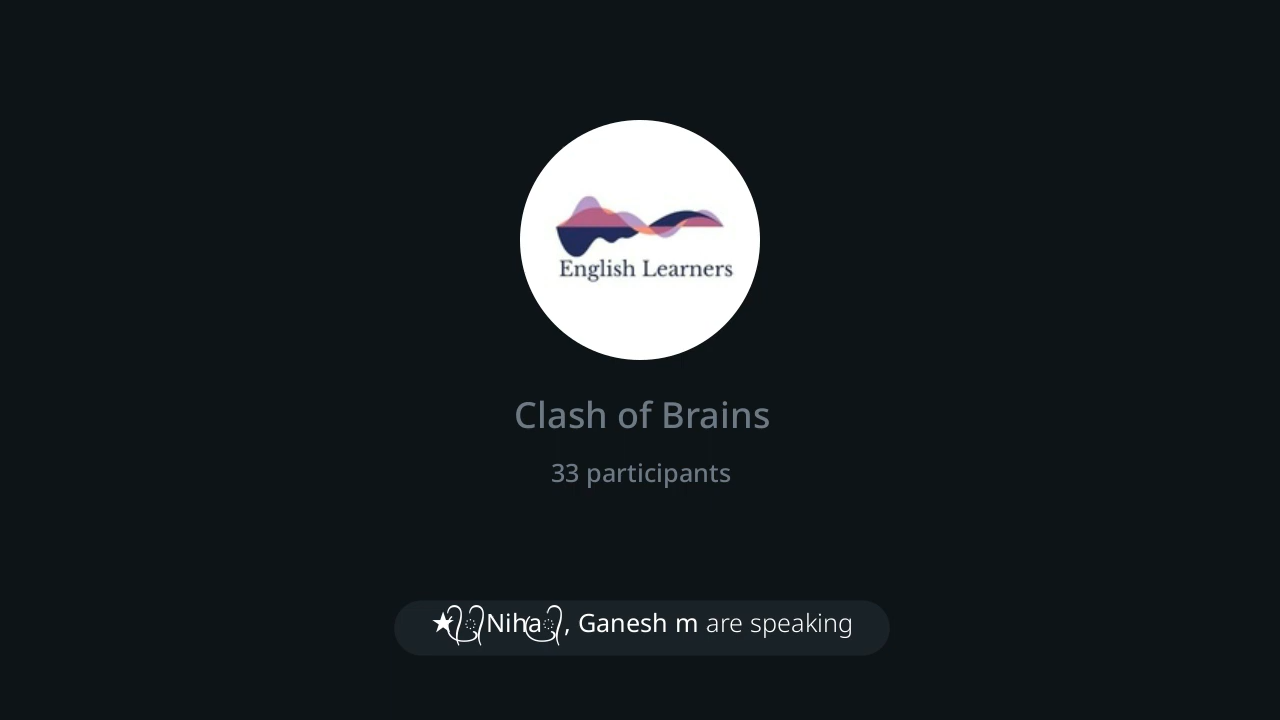 English Learners
Clash of Brains
33 participants
★ᬊ᭄Niha᭄, Ganesh m are speaking